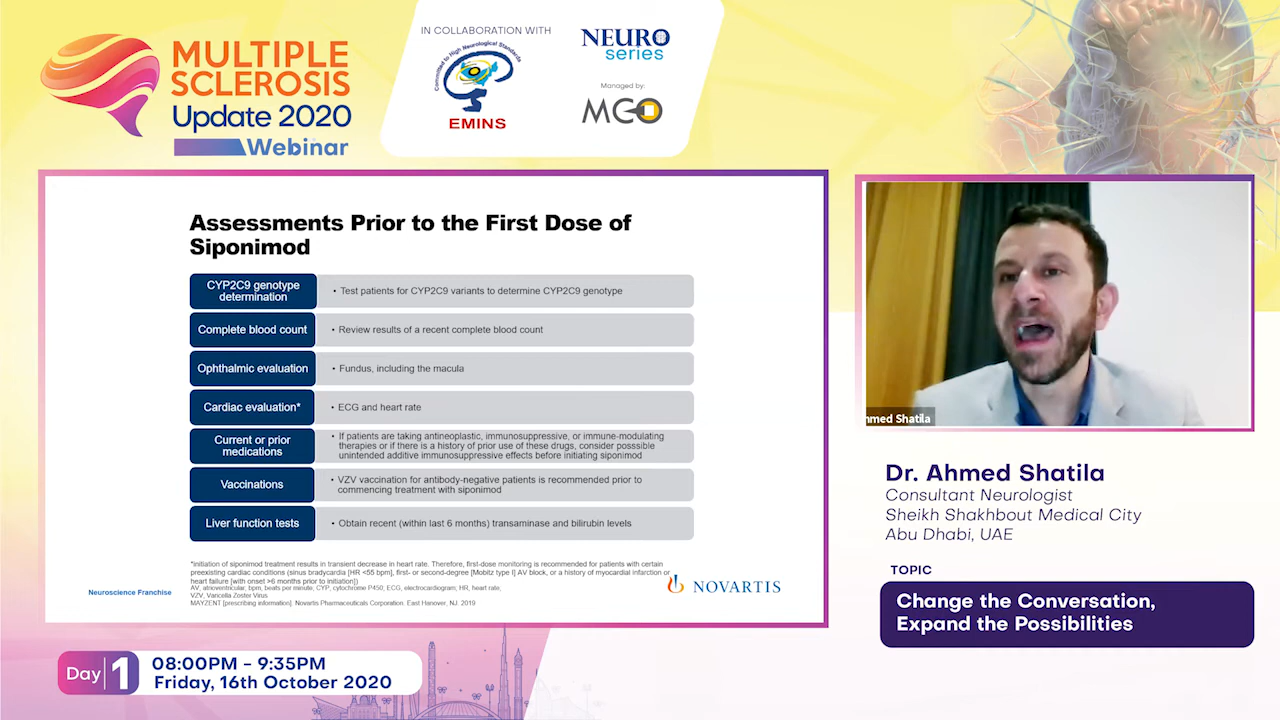 MULTIPLE
SCLEROSIS
Update 2020
Webinar
IN COLLABORATION WITH
Committed to High Neurological Standards
EMINS
NEURO
series
Managed by:
MCO
Assessments Prior to the First Dose of
Siponimod
CYP2C9 genotype
determination
• Test patients for CYP2C9 variants to determine CYP2C9 genotype
Complete blood count
• Review results of a recent complete blood count
Ophthalmic evaluation
• Fundus, including the macula
Cardiac evaluation*
• ECG and heart rate
Current or prior
medications
• If patients are taking antineoplastic, immunosuppressive, or immune-modulating
therapies or if there is a history of prior use of these drugs, consider posssible
unintended additive immunosuppressive effects before initiating siponimod
Vaccinations
• VZV vaccination for antibody-negative patients is recommended prior to
commencing treatment with siponimod
Liver function tests
• Obtain recent (within last 6 months) transaminase and bilirubin levels
*Initiation of siponimod treatment results in transient decrease in heart rate. Therefore, first-dose monitoring is recommended for patients with certain
preexisting cardiac conditions (sinus bradycardia [HR <55 bpm], first- or second-degree [Mobitz type I] AV block, or a history of myocardial infarction or
heart failure [with onset >6 months prior to initiation])
AV, atrioventricular; bpm, beats per minute; CYP, cytochrome P450; ECG, electrocardiogram; HR, heart rate;
VZV, Varicella Zoster Virus
MAYZENT [prescribing information]. Novartis Pharmaceuticals Corporation. East Hanover, NJ. 2019
Neuroscience Franchise
NOVARTIS
hmed Shatila
Dr. Ahmed Shatila
Consultant Neurologist
Sheikh Shakhbout Medical City
Abu Dhabi, UAE
TOPIC
Change the Conversation,
Expand the Possibilities
Day 1
08:00PM - 9:35PM
Friday, 16th October 2020